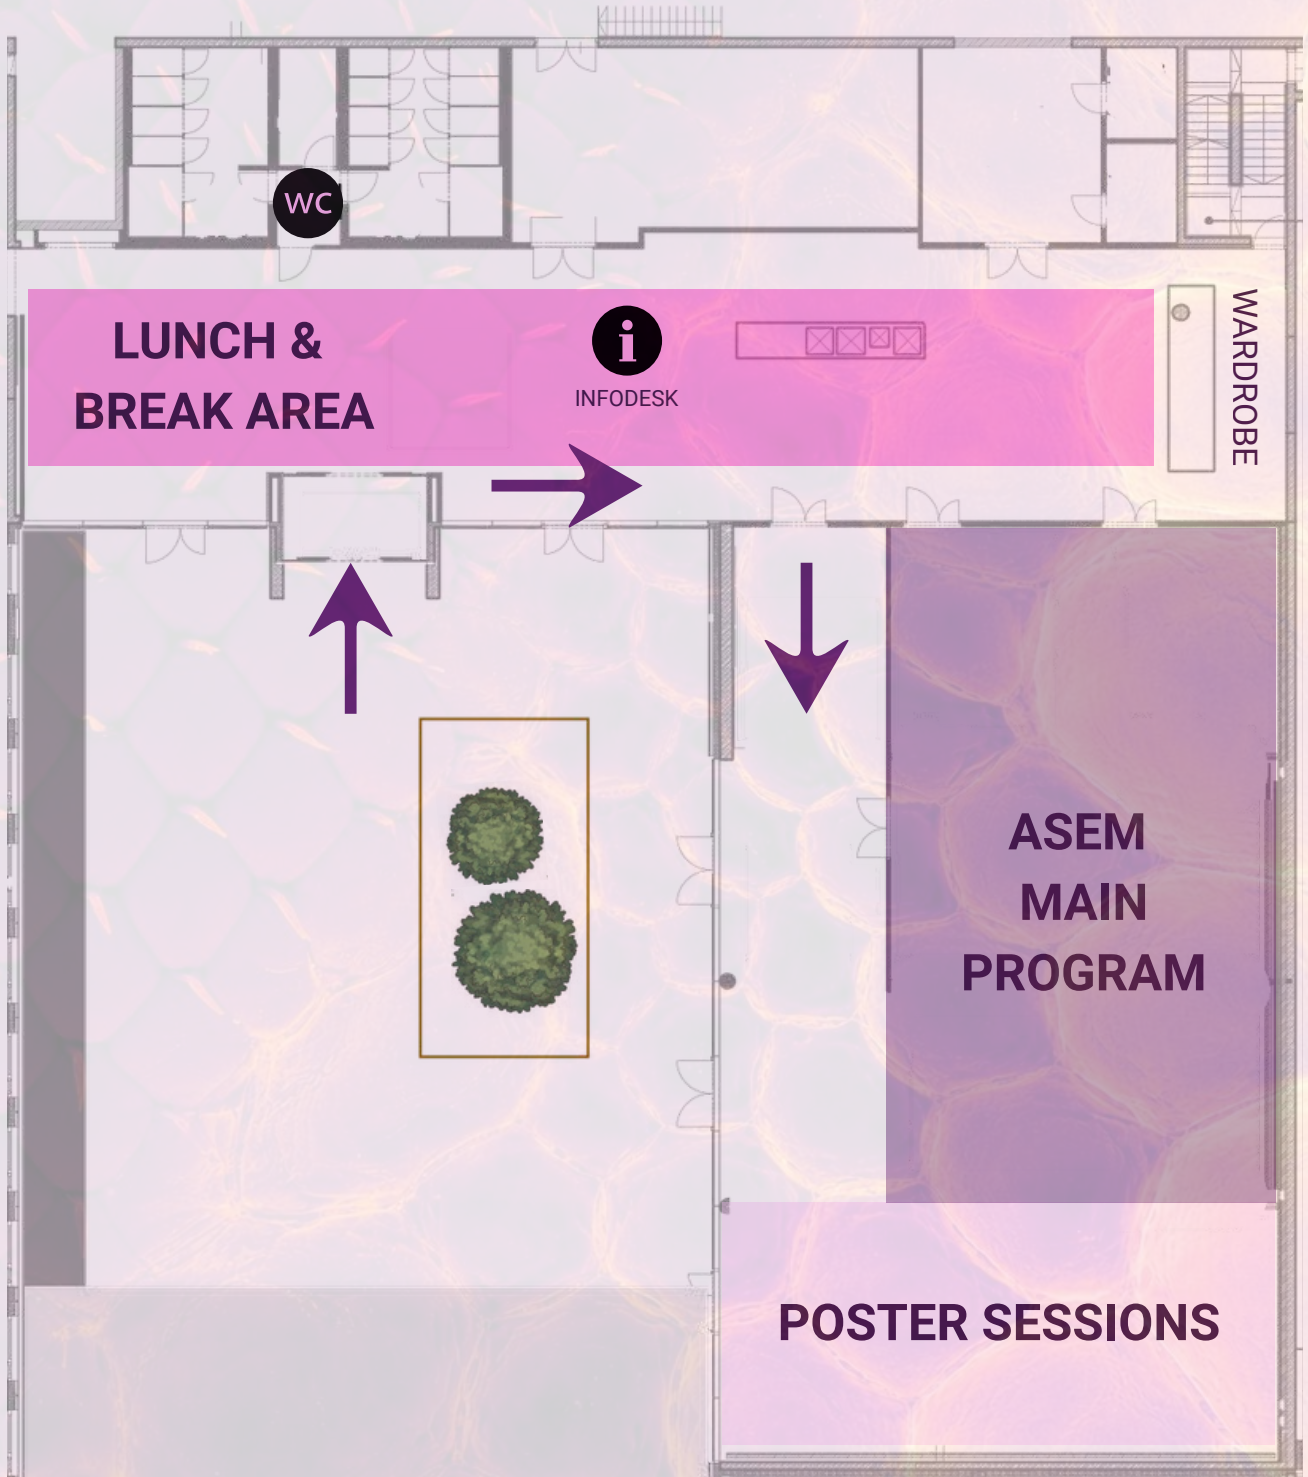 WC
LUNCH &
BREAK AREA
i
INFODESK
WARDROBE
ASEM
MAIN
PROGRAM
POSTER SESSIONS